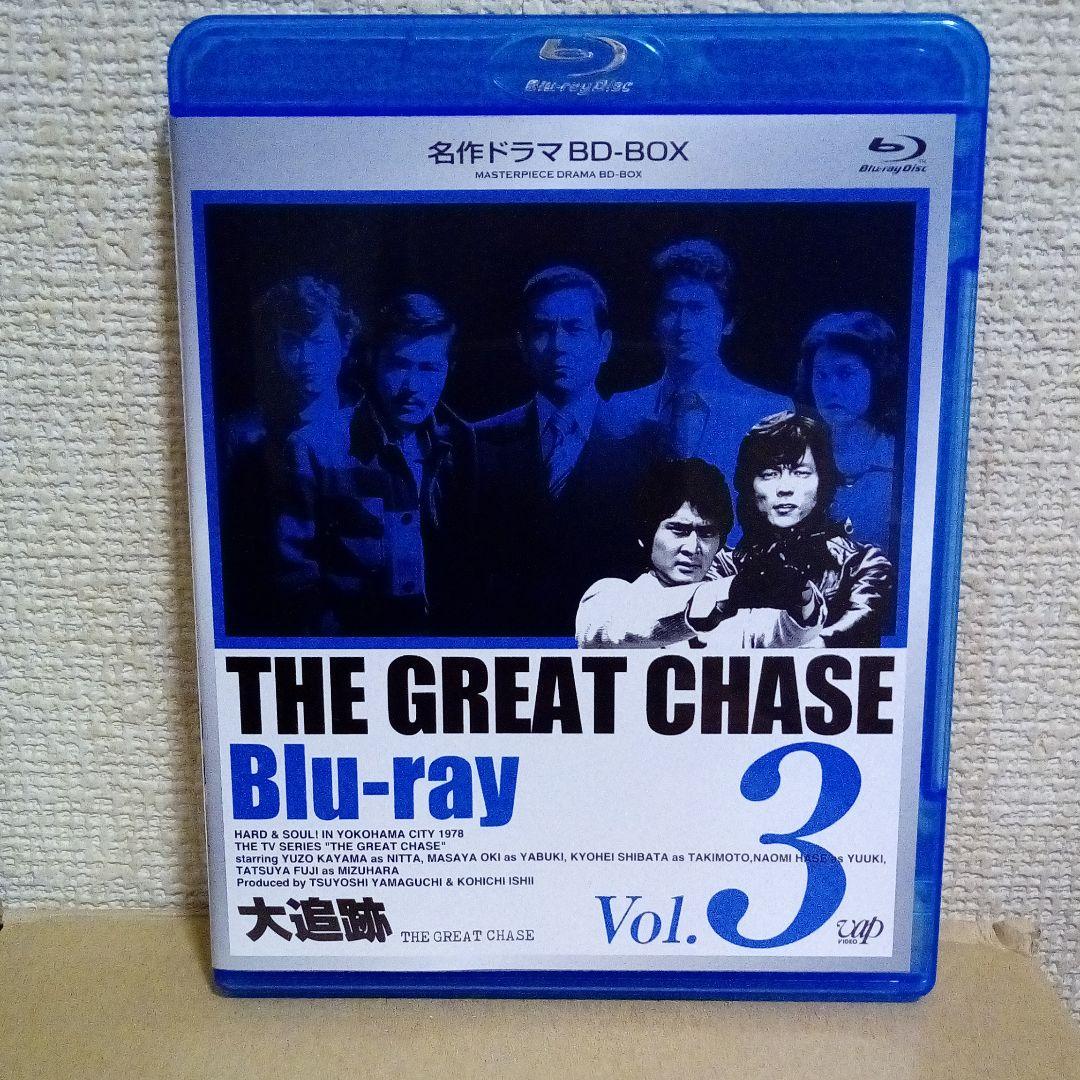 Blu-ray Disc
名作ドラマBD-BOX
MASTERPIECE DRAMA BD-BOX
Blu-ray Disc
THE GREAT CHASE
Blu-ray
HARD & SOUL! IN YOKOHAMA CITY 1978
THE TV SERIES "THE GREAT CHASE"
starring YUZO KAYAMA as NITTA, MASAYA OKI as YABUKI, KYOHEI SHIBATA as TAKIMOTO,NAOMI HASE as YUUKI,
TATSUYA FUJI as MIZUHARA
Produced by TSUYOSHI YAMAGUCHI & KOHICHI ISHII
大追跡 THE GREAT CHASE
Vol. 3
vap
VIDEO